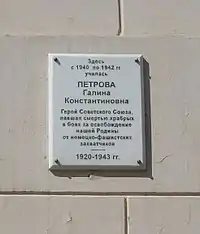 Здесь
с 1940 по 1942 гг
училась
ПЕТРОВА
Галина
Константиновна
Герой Советского Союза,
павшая смертью храбрых
в боях за освобождение
нашей Родины
от немецко-фашистских
захватчиков
1920-1943 гг.